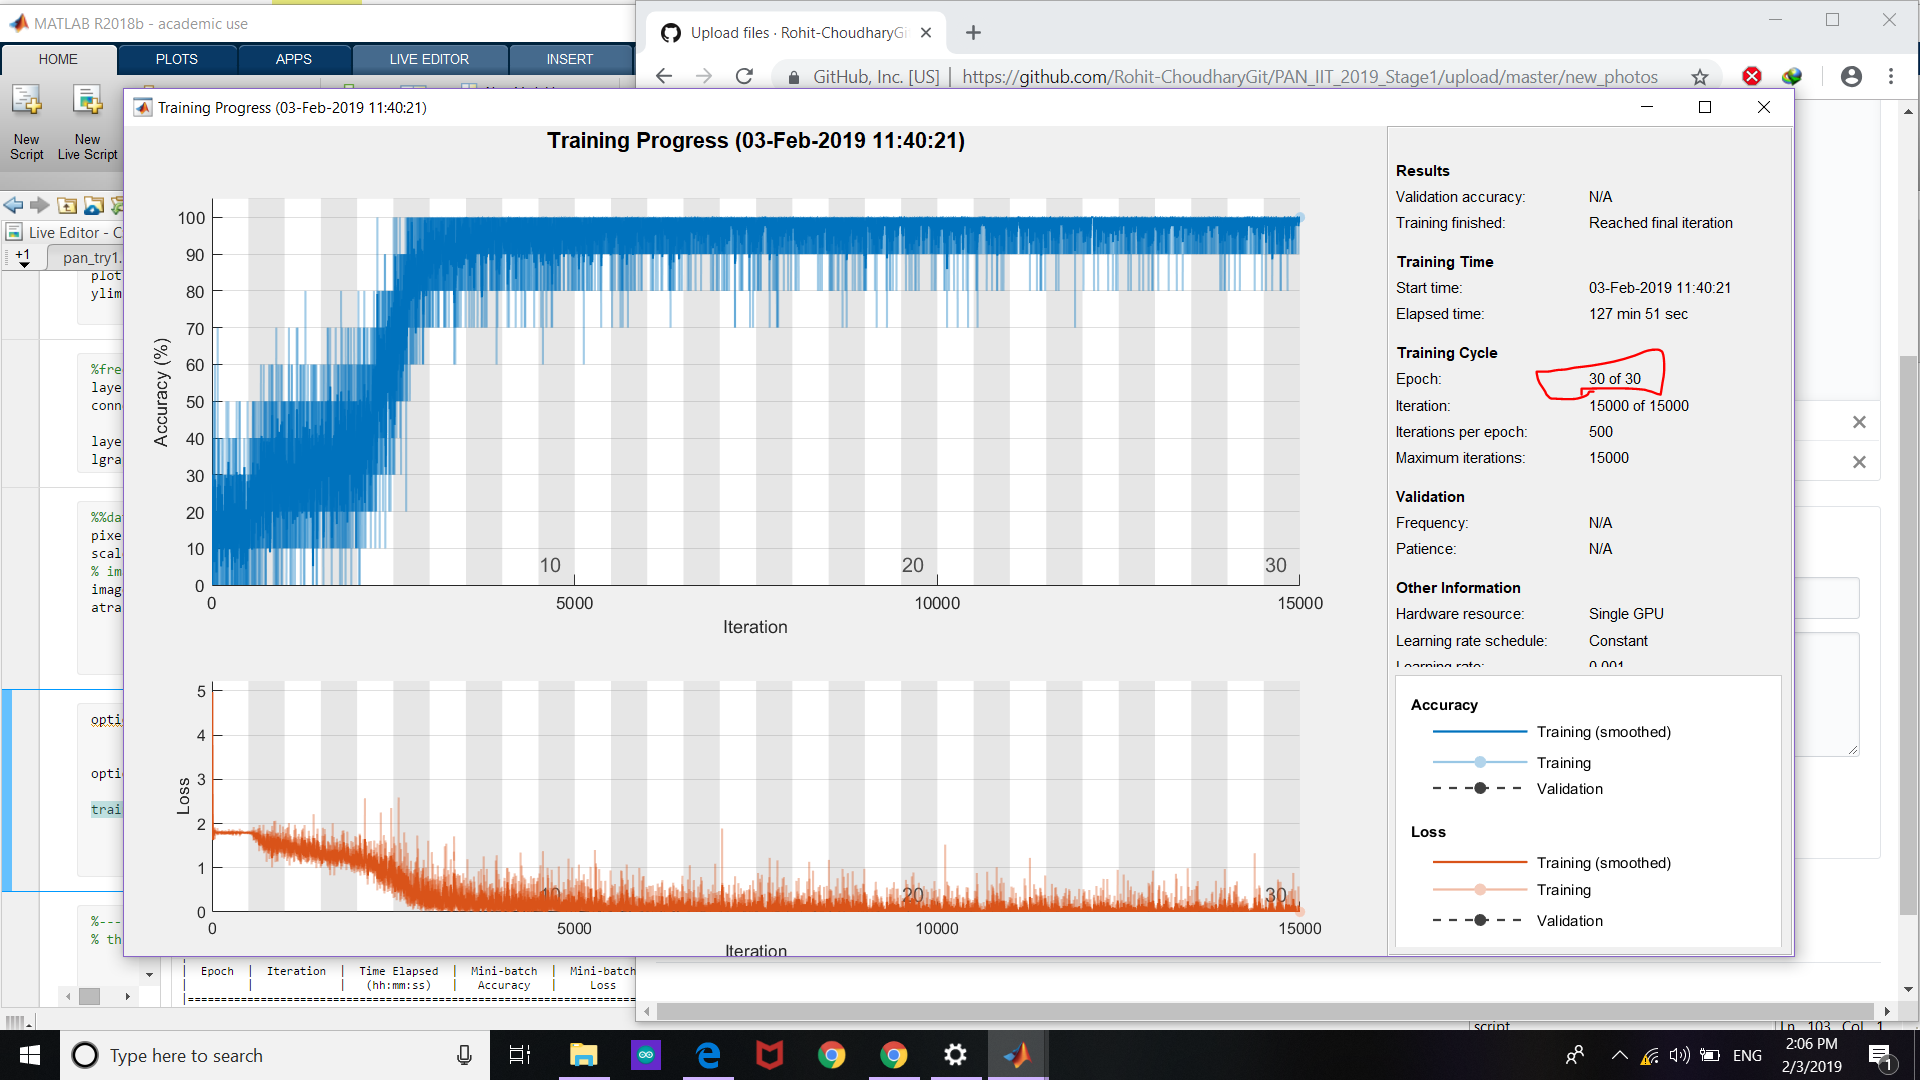 MATLAB R2018b - academic use
Upload files · Rohit-ChoudharyGi
HOME
PLOTS
APPS
LIVE EDITOR
INSERT
GitHub, Inc. [US] | https://github.com/Rohit-ChoudharyGit/PAN_IIT_2019_Stage1/upload/master/new_photos
New Script
New Live Script
Training Progress (03-Feb-2019 11:40:21)
Training Progress (03-Feb-2019 11:40:21)
Live Editor - C
+1
pan_try1.
plot
ylim
%fre
laye
conn
laye
lgra
%%da
pixe
scal
% im
imag
atra
opti
opti
trai
%---
% th
Accuracy (%)
100
90
80
70
60
50
40
30
20
10
0
10
20
30
0
5000
10000
15000
Iteration
Loss
5
4
3
2
1
0
10
20
30
0
5000
10000
15000
Iteration
Results
Validation accuracy: N/A
Training finished: Reached final iteration
Training Time
Start time: 03-Feb-2019 11:40:21
Elapsed time: 127 min 51 sec
Training Cycle
Epoch: 30 of 30
Iteration: 15000 of 15000
Iterations per epoch: 500
Maximum iterations: 15000
Validation
Frequency: N/A
Patience: N/A
Other Information
Hardware resource: Single GPU
Learning rate schedule: Constant
Learning rate: 0.001
Accuracy
Training (smoothed)
Training
Validation
Loss
Training (smoothed)
Training
Validation
| Epoch | Iteration | Time Elapsed | Mini-batch | Mini-batch
| | | (hh:mm:ss) | Accuracy | Loss
|====================================================================
script
Ln 103 Col 1
Type here to search
ENG
2:06 PM
2/3/2019
1